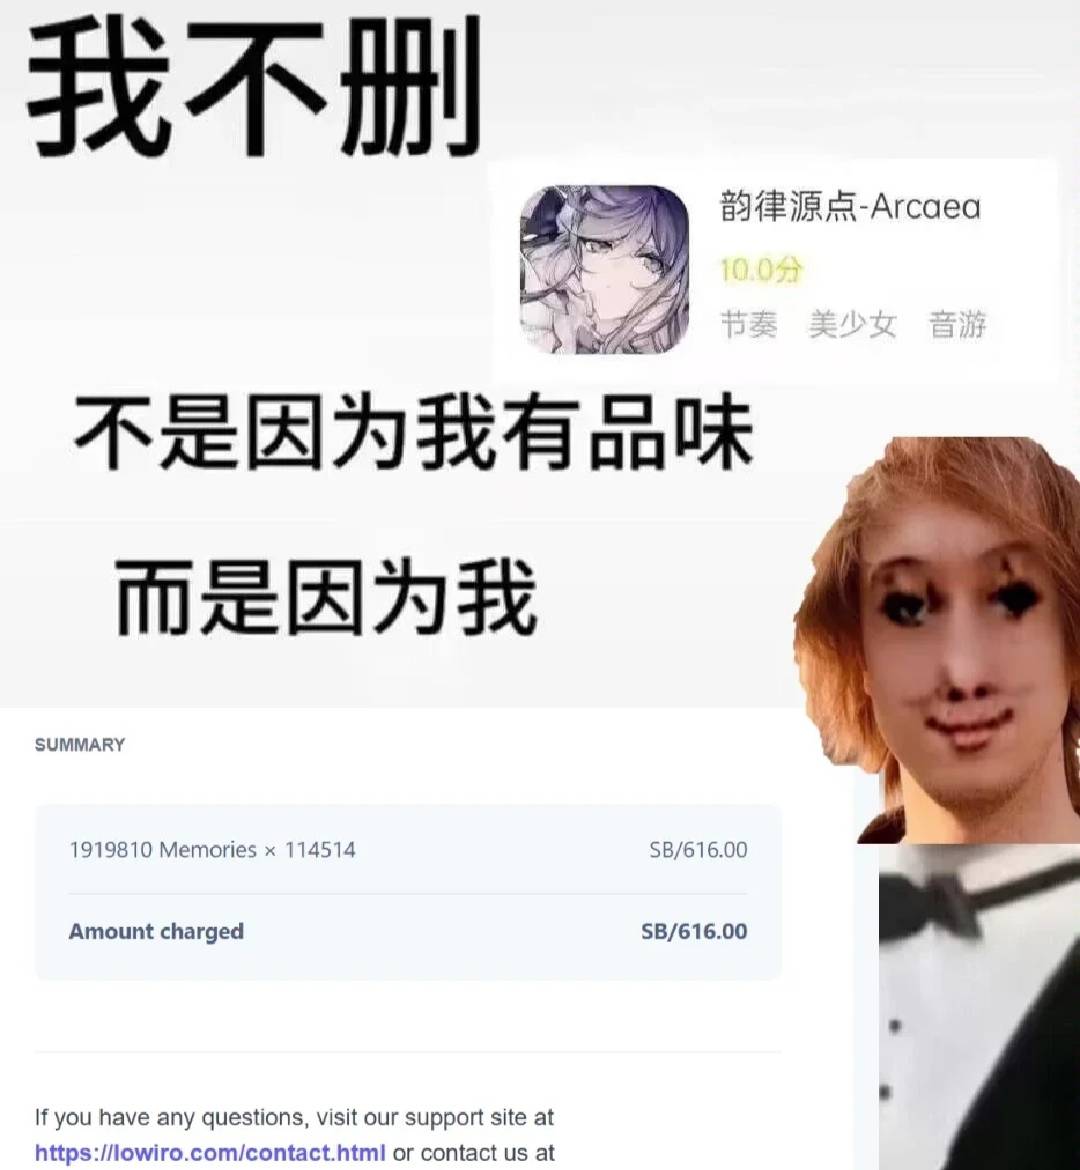 我不删
韵律源点-Arcaea
10.0分
节奏 美少女 音游
不是因为我有品味
而是因为我
SUMMARY
1919810 Memories × 114514 SB/616.00
Amount charged SB/616.00
If you have any questions, visit our support site at
https://lowiro.com/contact.html or contact us at